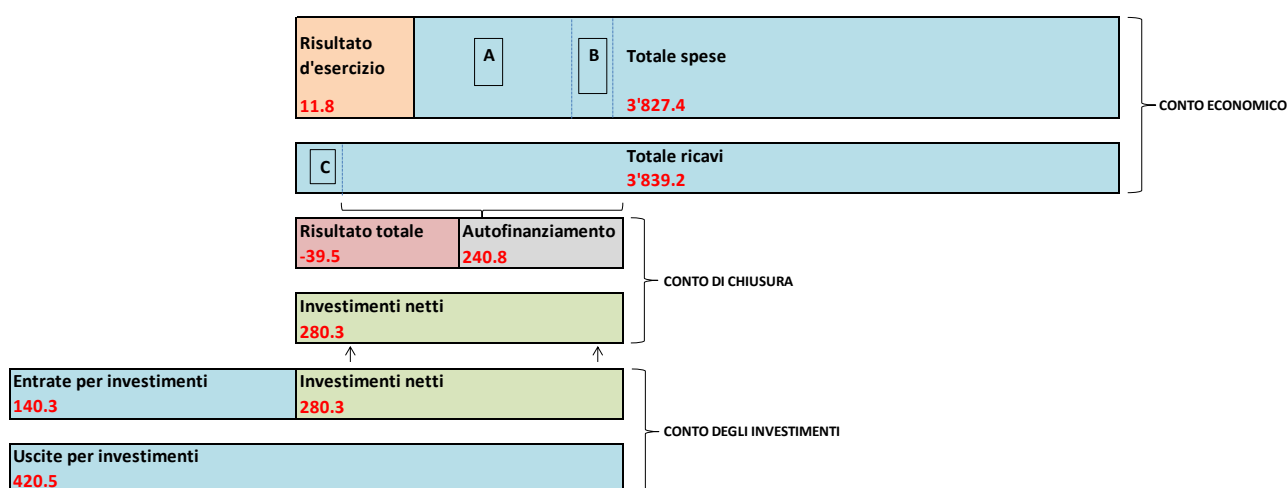 Risultato
d'esercizio
11.8
A
B
Totale spese
3'827.4
CONTO ECONOMICO
C
Totale ricavi
3'839.2
Risultato totale
-39.5
Autofinanziamento
240.8
CONTO DI CHIUSURA
Investimenti netti
280.3
Entrate per investimenti
140.3
Investimenti netti
280.3
CONTO DEGLI INVESTIMENTI
Uscite per investimenti
420.5